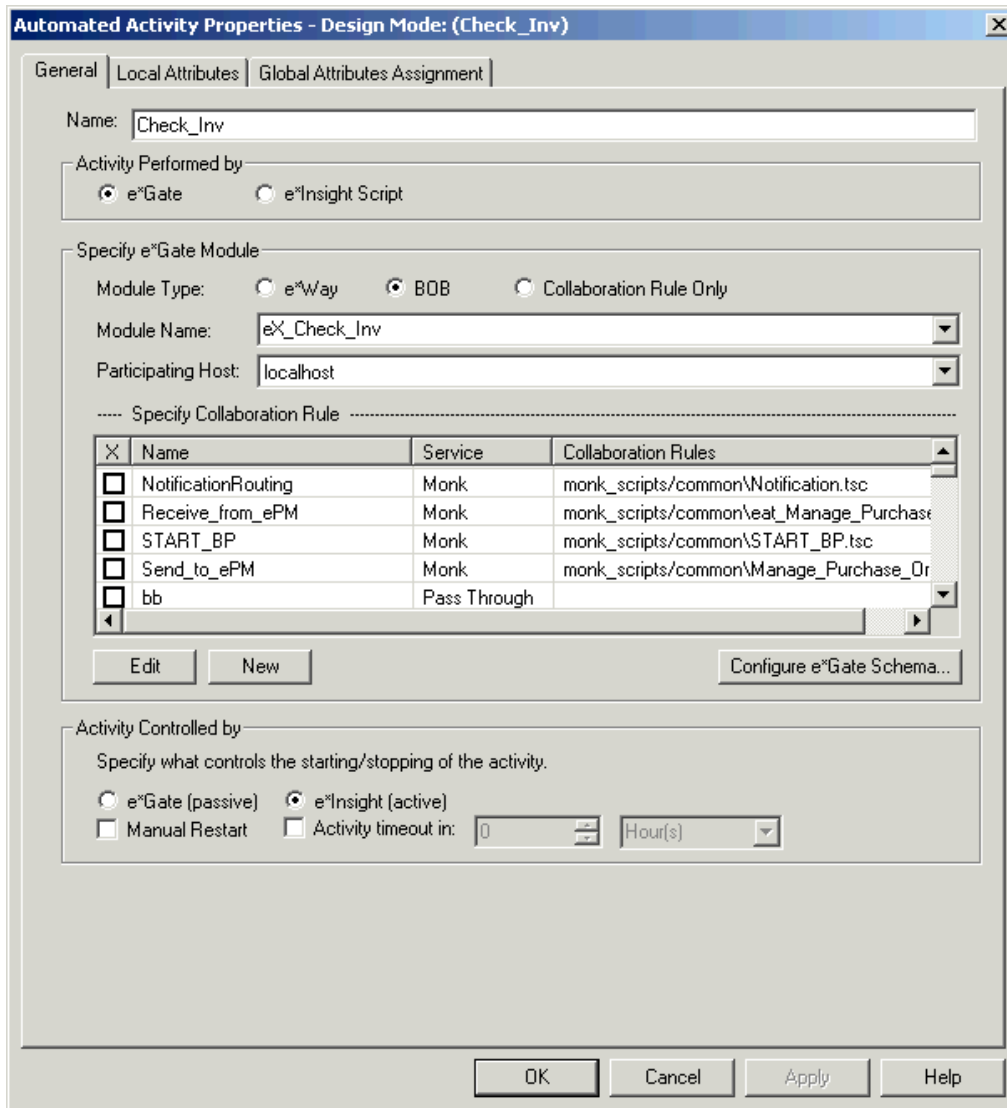 Automated Activity Properties - Design Mode: (Check_Inv)
General Local Attributes Global Attributes Assignment
Name: Check_Inv
Activity Performed by
e*Gate e*Insight Script
Specify e*Gate Module
Module Type: e*Way BOB Collaboration Rule Only
Module Name: eX_Check_Inv
Participating Host: localhost
----- Specify Collaboration Rule -----
X Name Service Collaboration Rules
NotificationRouting Monk monk_scripts/common\Notification.tsc
Receive_from_ePM Monk monk_scripts/common\eat_Manage_Purchase
START_BP Monk monk_scripts/common\START_BP.tsc
Send_to_ePM Monk monk_scripts/common\Manage_Purchase_Or
bb Pass Through
Edit New Configure e*Gate Schema...
Activity Controlled by
Specify what controls the starting/stopping of the activity.
e*Gate (passive) e*Insight (active)
Manual Restart Activity timeout in: 0 Hour(s)
OK Cancel Apply Help